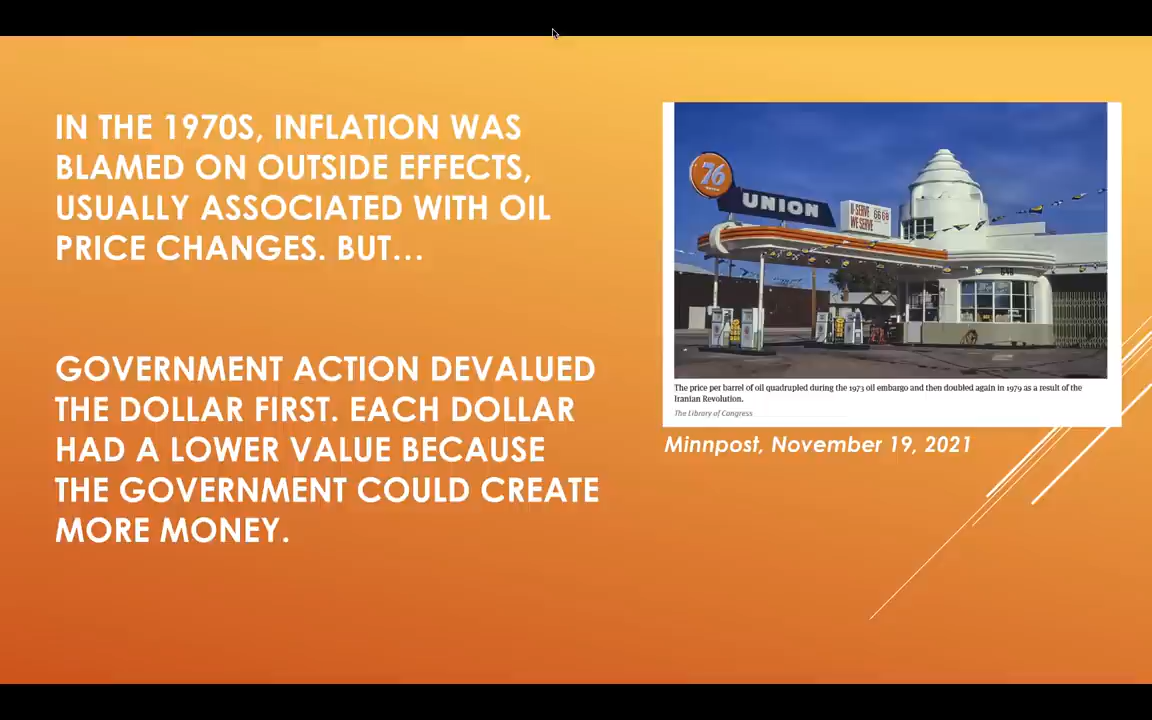 IN THE 1970S, INFLATION WAS
BLAMED ON OUTSIDE EFFECTS,
USUALLY ASSOCIATED WITH OIL
PRICE CHANGES. BUT...
GOVERNMENT ACTION DEVALUED
THE DOLLAR FIRST. EACH DOLLAR
HAD A LOWER VALUE BECAUSE
THE GOVERNMENT COULD CREATE
MORE MONEY.
76
UNION
U SERVE
WE SERVE
The price per barrel of oil quadrupled during the 1973 oil embargo and then doubled again in 1979 as a result of the
Iranian Revolution.
The Library of Congress
Minnpost, November 19, 2021